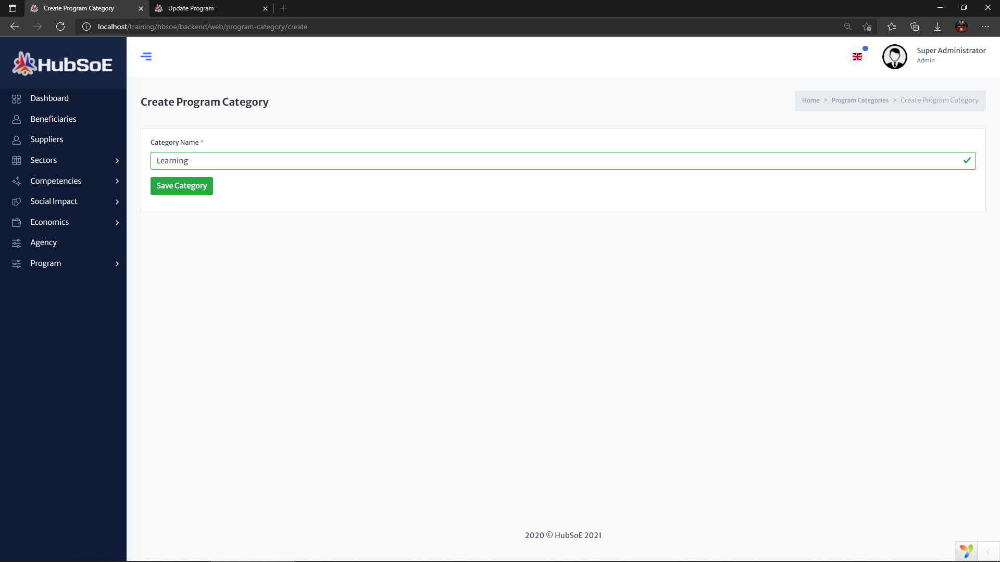 Create Program Category
Update Program
localhost/training/hbsoe/backend/web/program-category/create
HubSoE
Super Administrator
Admin
Dashboard
Beneficiaries
Suppliers
Sectors
Competencies
Social Impact
Economics
Agency
Program
Create Program Category
Home > Program Categories > Create Program Category
Category Name *
Learning
Save Category
2020 © HubSoE 2021